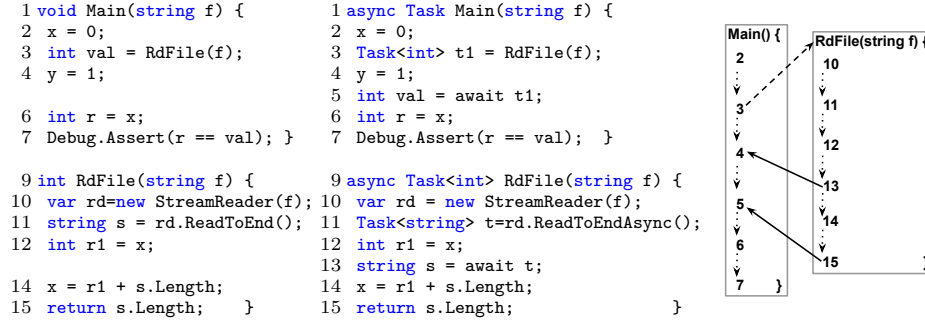 1 void Main(string f) {
2 x = 0;
3 int val = RdFile(f);
4 y = 1;
6 int r = x;
7 Debug.Assert(r == val); }
9 int RdFile(string f) {
10 var rd=new StreamReader(f);
11 string s = rd.ReadToEnd();
12 int r1 = x;
14 x = r1 + s.Length;
15 return s.Length; }
1 async Task Main(string f) {
2 x = 0;
3 Task<int> t1 = RdFile(f);
4 y = 1;
5 int val = await t1;
6 int r = x;
7 Debug.Assert(r == val); }
9 async Task<int> RdFile(string f) {
10 var rd = new StreamReader(f);
11 Task<string> t=rd.ReadToEndAsync();
12 int r1 = x;
13 string s = await t;
14 x = r1 + s.Length;
15 return s.Length; }
Main() {
2
3
4
5
6
7 }
RdFile(string f) {
10
11
12
13
14
15 }